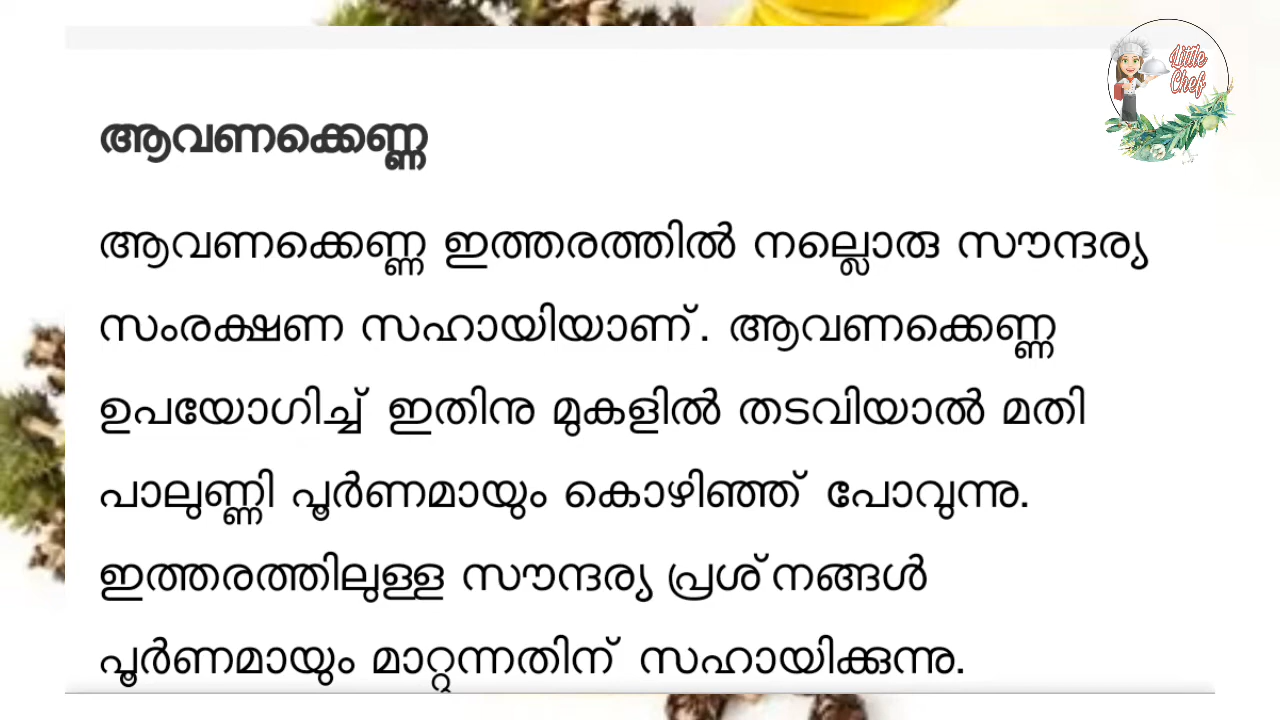 Little
Chef
ആവണക്കെണ്ണ
ആവണക്കെണ്ണ ഇത്തരത്തിൽ നല്ലൊരു സൗന്ദര്യ
സംരക്ഷണ സഹായിയാണ്. ആവണക്കെണ്ണ
ഉപയോഗിച്ച് ഇതിനു മുകളിൽ തടവിയാൽ മതി
പാലുണ്ണി പൂർണമായും കൊഴിഞ്ഞ് പോവുന്നു.
ഇത്തരത്തിലുള്ള സൗന്ദര്യ പ്രശ്നങ്ങൾ
പൂർണമായും മാറ്റുന്നതിന് സഹായിക്കുന്നു.